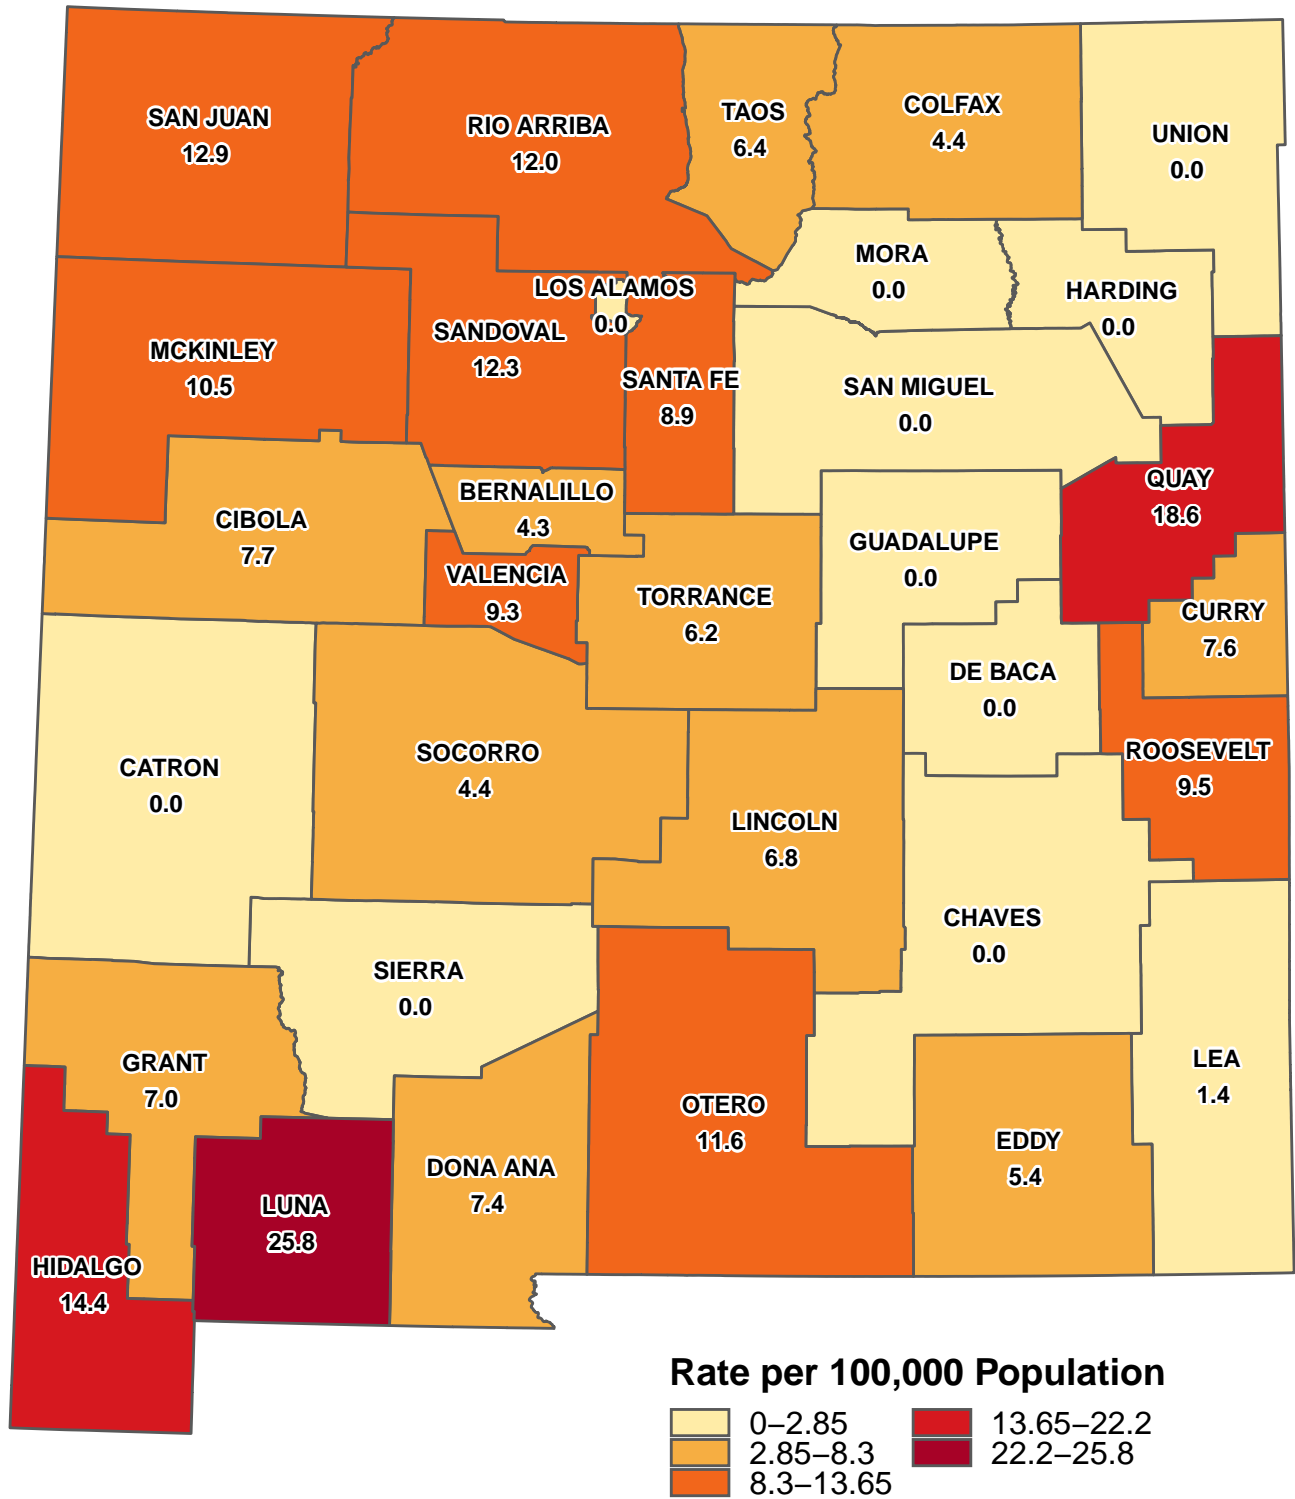 SAN JUAN
12.9
RIO ARRIBA
12.0
TAOS
6.4
COLFAX
4.4
UNION
0.0
MORA
0.0
HARDING
0.0
LOS ALAMOS
0.0
SANDOVAL
12.3
MCKINLEY
10.5
SANTA FE
8.9
SAN MIGUEL
0.0
QUAY
18.6
BERNALILLO
4.3
CIBOLA
7.7
GUADALUPE
0.0
VALENCIA
9.3
TORRANCE
6.2
CURRY
7.6
DE BACA
0.0
ROOSEVELT
9.5
CATRON
0.0
SOCORRO
4.4
LINCOLN
6.8
CHAVES
0.0
SIERRA
0.0
GRANT
7.0
LEA
1.4
OTERO
11.6
EDDY
5.4
DONA ANA
7.4
LUNA
25.8
HIDALGO
14.4
Rate per 100,000 Population
0–2.85
2.85–8.3
8.3–13.65
13.65–22.2
22.2–25.8